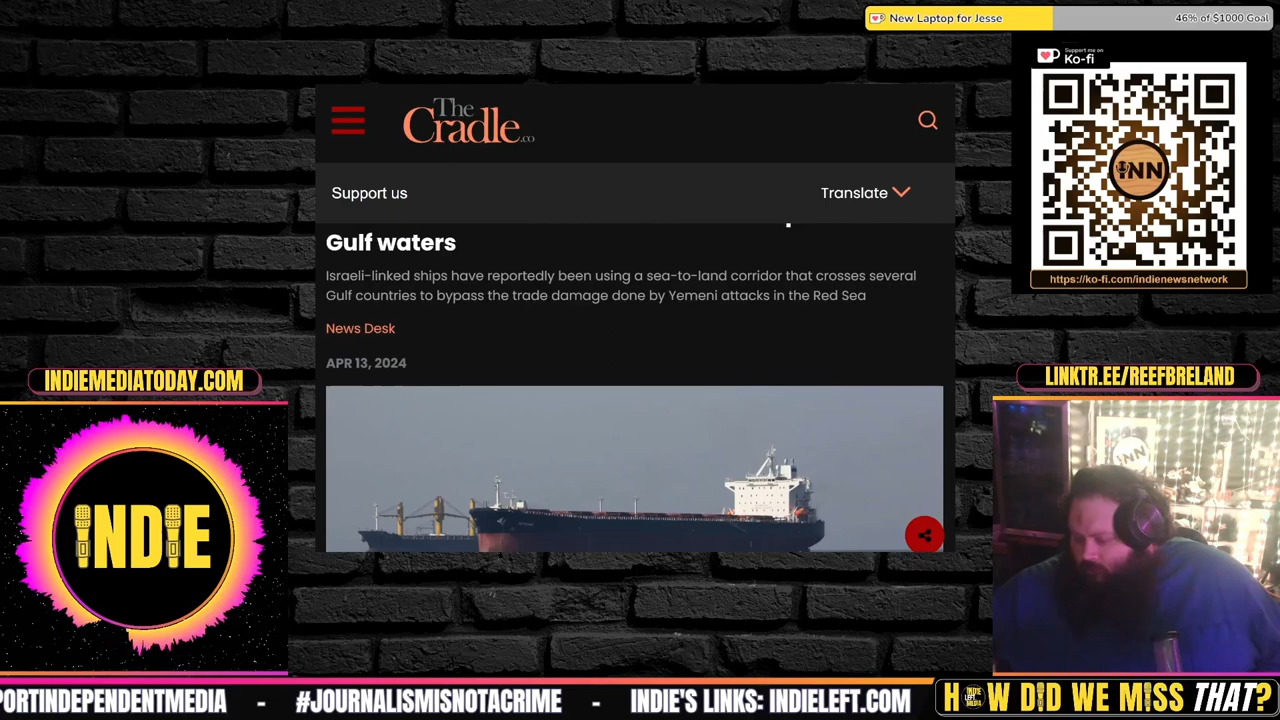 New Laptop for Jesse
46% of $1000 Goal
Support me on
Ko-fi
iNN
https://ko-fi.com/indienewsnetwork
The
Cradle.co
Support us
Translate
Gulf waters
Israeli-linked ships have reportedly been using a sea-to-land corridor that crosses several
Gulf countries to bypass the trade damage done by Yemeni attacks in the Red Sea
News Desk
APR 13, 2024
INDIEMEDIATODAY.COM
LINKTR.EE/REEFBRELAND
INDIE
INN
PORTINDEPENDENTMEDIA - #JOURNALISMISNOTACRIME - INDIE'S LINKS: INDIELEFT.COM
HOW DID WE MISS THAT?